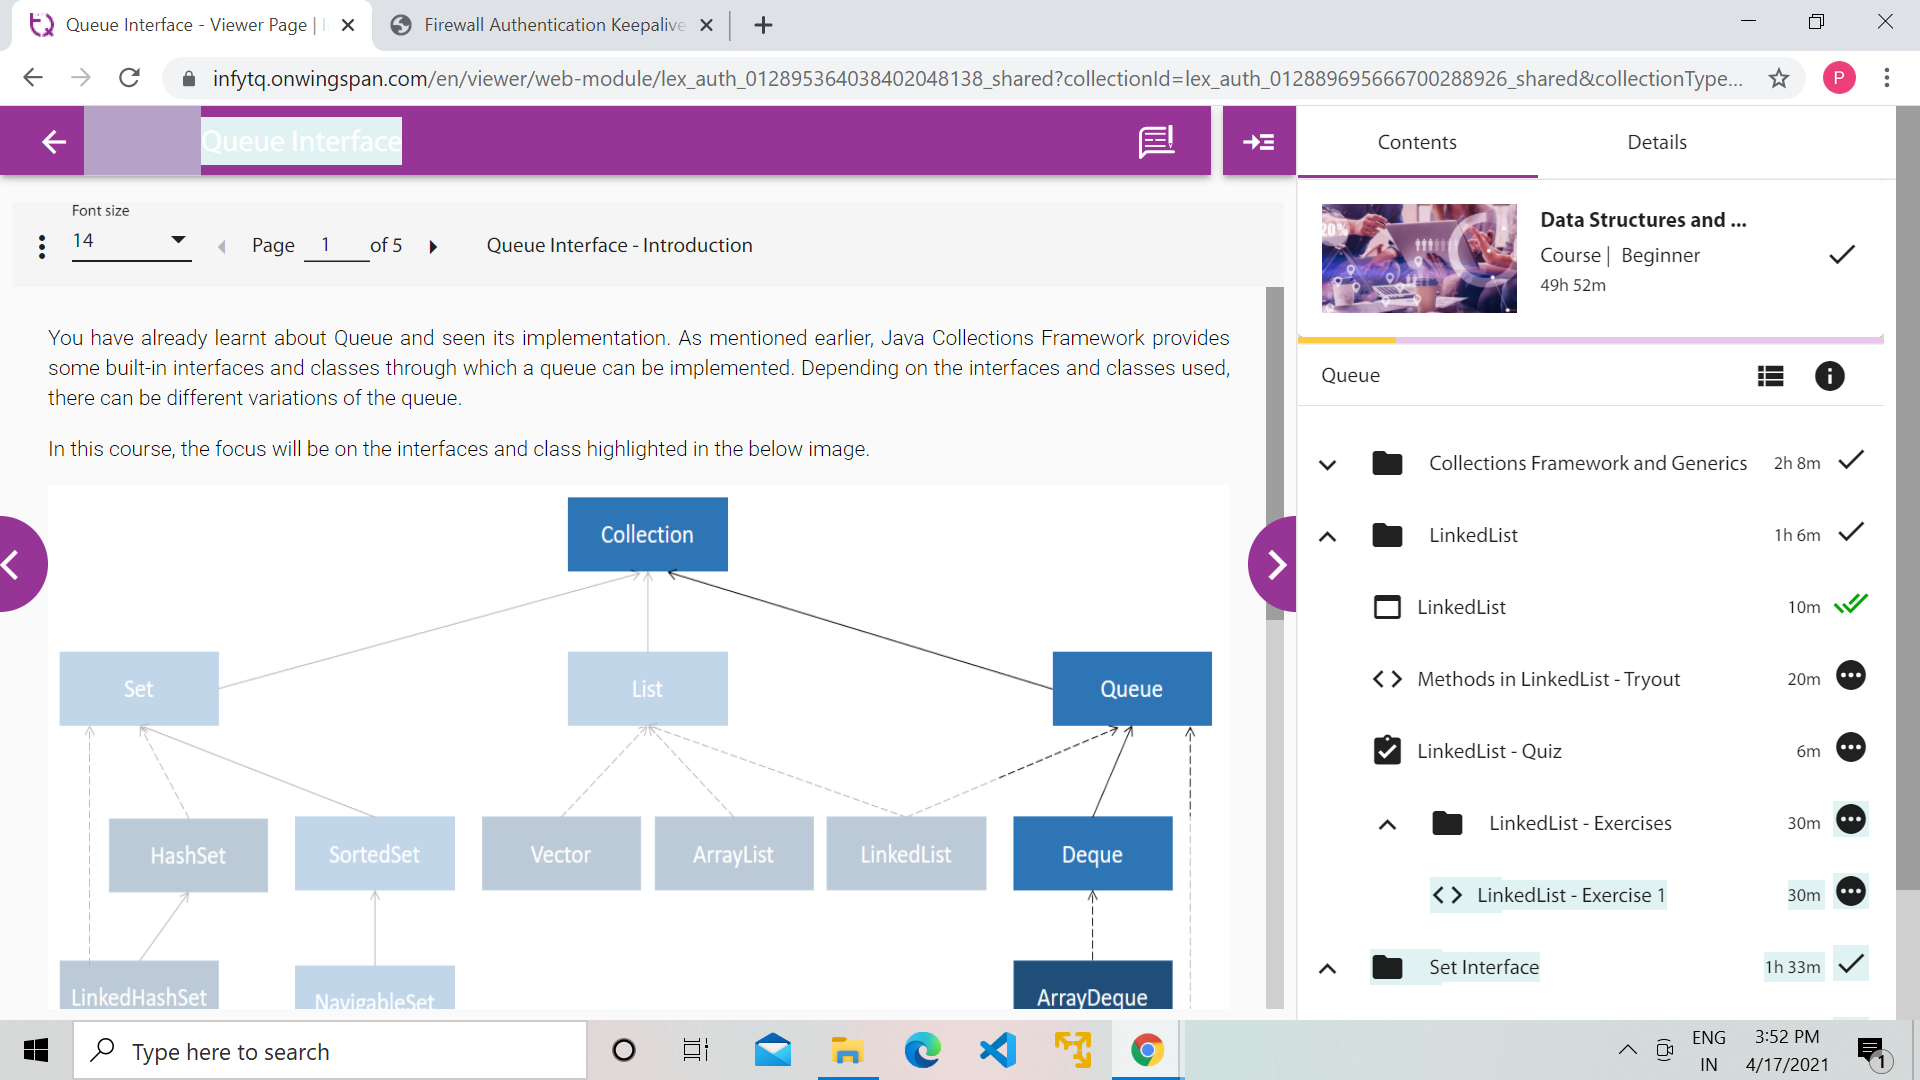 Queue Interface - Viewer Page |
Firewall Authentication Keepalive
infytq.onwingspan.com/en/viewer/web-module/lex_auth_012895364038402048138_shared?collectionId=lex_auth_012889695666700288926_shared&collectionType...
P
Queue Interface
Contents
Details
Font size
14
Page 1 of 5
Queue Interface - Introduction
20%
Data Structures and ...
Course | Beginner
49h 52m
You have already learnt about Queue and seen its implementation. As mentioned earlier, Java Collections Framework provides
some built-in interfaces and classes through which a queue can be implemented. Depending on the interfaces and classes used,
there can be different variations of the queue.
In this course, the focus will be on the interfaces and class highlighted in the below image.
Collection
Set
List
Queue
HashSet
SortedSet
Vector
ArrayList
LinkedList
Deque
LinkedHashSet
NavigableSet
ArrayDeque
Queue
Collections Framework and Generics 2h 8m
LinkedList 1h 6m
LinkedList 10m
Methods in LinkedList - Tryout 20m
LinkedList - Quiz 6m
LinkedList - Exercises 30m
LinkedList - Exercise 1 30m
Set Interface 1h 33m
Type here to search
ENG
IN
3:52 PM
4/17/2021
1